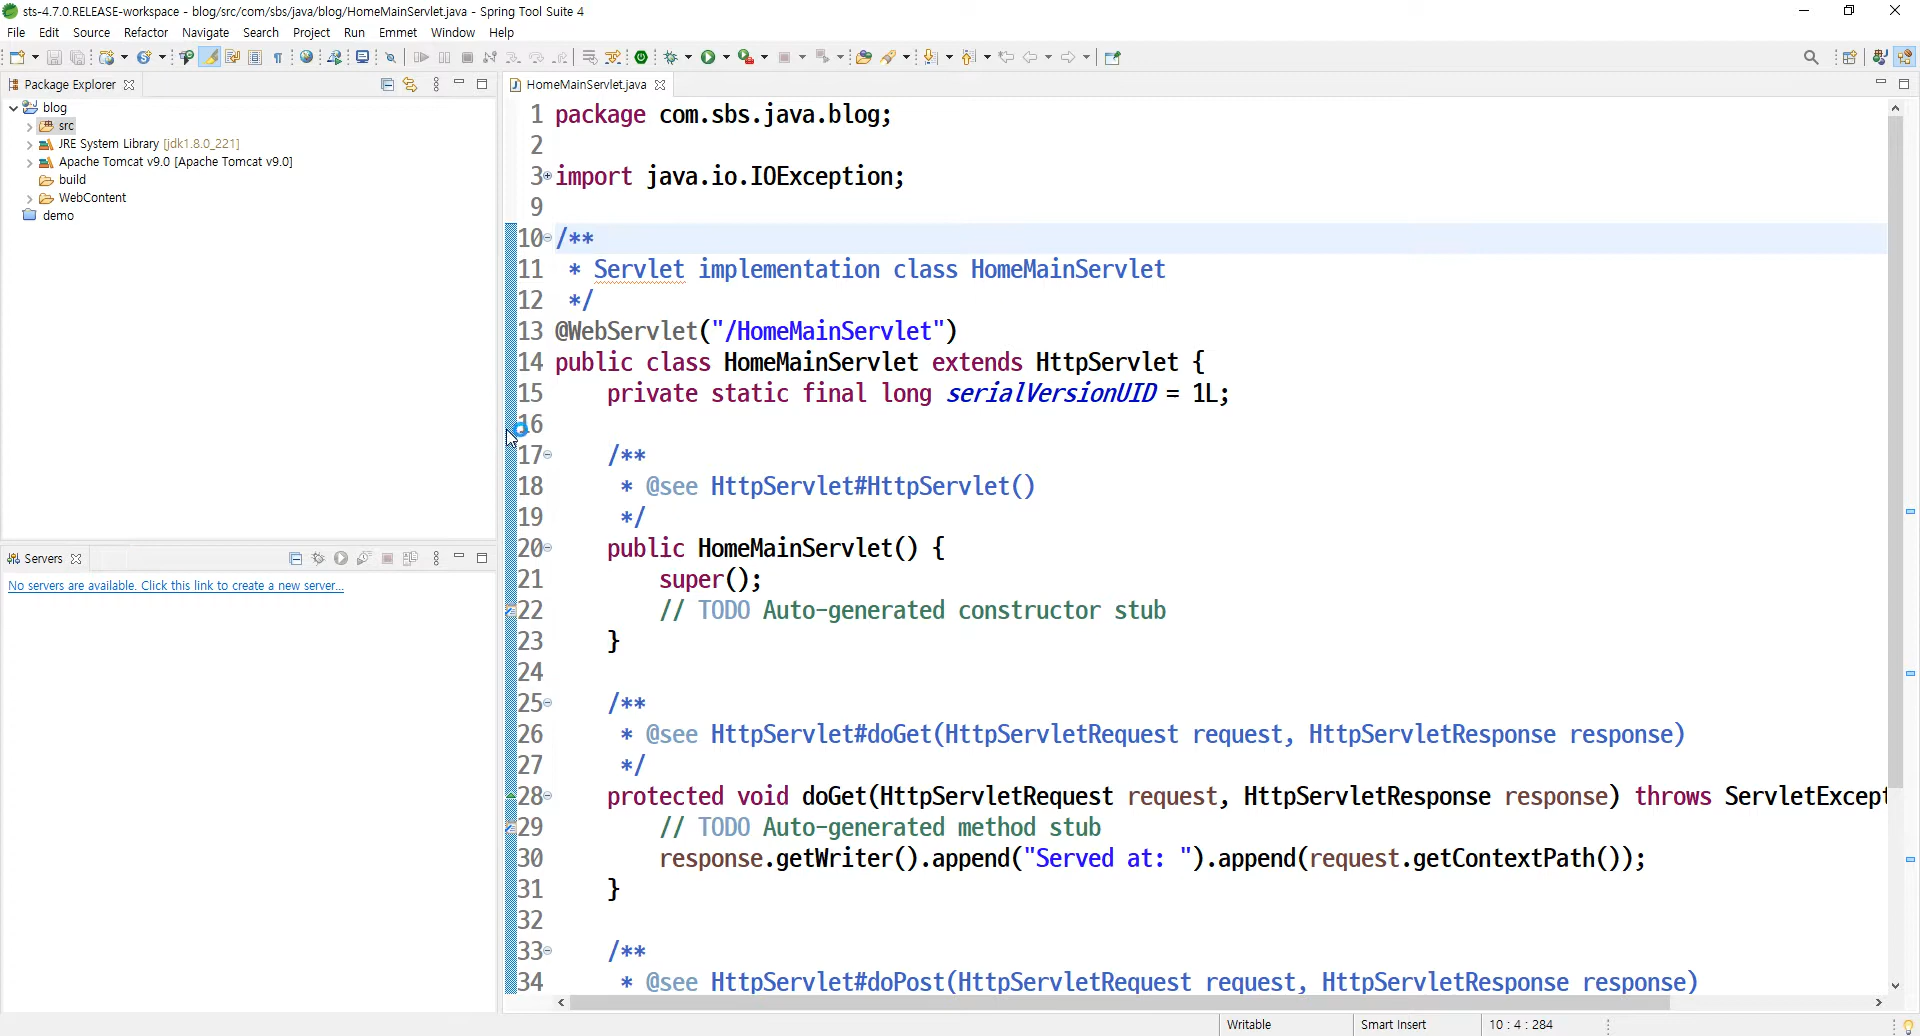 sts-4.7.0.RELEASE-workspace - blog/src/com/sbs/java/blog/HomeMainServlet.java - Spring Tool Suite 4
File Edit Source Refactor Navigate Search Project Run Emmet Window Help
Package Explorer
blog
src
JRE System Library [jdk1.8.0_221]
Apache Tomcat v9.0 [Apache Tomcat v9.0]
build
WebContent
demo
Servers
No servers are available. Click this link to create a new server...
HomeMainServlet.java
1 package com.sbs.java.blog;
2
3 import java.io.IOException;
9
10 /**
11 * Servlet implementation class HomeMainServlet
12 */
13 @WebServlet("/HomeMainServlet")
14 public class HomeMainServlet extends HttpServlet {
15 private static final long serialVersionUID = 1L;
16
17 /**
18 * @see HttpServlet#HttpServlet()
19 */
20 public HomeMainServlet() {
21 super();
22 // TODO Auto-generated constructor stub
23 }
24
25 /**
26 * @see HttpServlet#doGet(HttpServletRequest request, HttpServletResponse response)
27 */
28 protected void doGet(HttpServletRequest request, HttpServletResponse response) throws ServletExcept
29 // TODO Auto-generated method stub
30 response.getWriter().append("Served at: ").append(request.getContextPath());
31 }
32
33 /**
34 * @see HttpServlet#doPost(HttpServletRequest request, HttpServletResponse response)
Writable Smart Insert 10 : 4 : 284